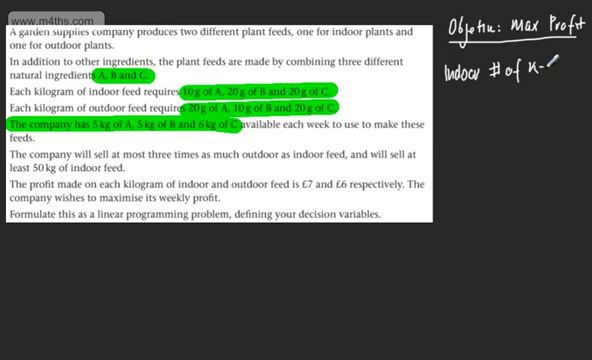 www.m4ths.com
A garden supplies company produces two different plant feeds, one for indoor plants and
one for outdoor plants.
In addition to other ingredients, the plant feeds are made by combining three different
natural ingredients A, B and C.
Each kilogram of indoor feed requires 10 g of A, 20 g of B and 20 g of C.
Each kilogram of outdoor feed requires 20 g of A, 10 g of B and 20 g of C.
The company has 5 kg of A, 5 kg of B and 6 kg of C available each week to use to make these
feeds.
The company will sell at most three times as much outdoor as indoor feed, and will sell at
least 50 kg of indoor feed.
The profit made on each kilogram of indoor and outdoor feed is £7 and £6 respectively. The
company wishes to maximise its weekly profit.
Formulate this as a linear programming problem, defining your decision variables.
Max Profit
Indoor # of